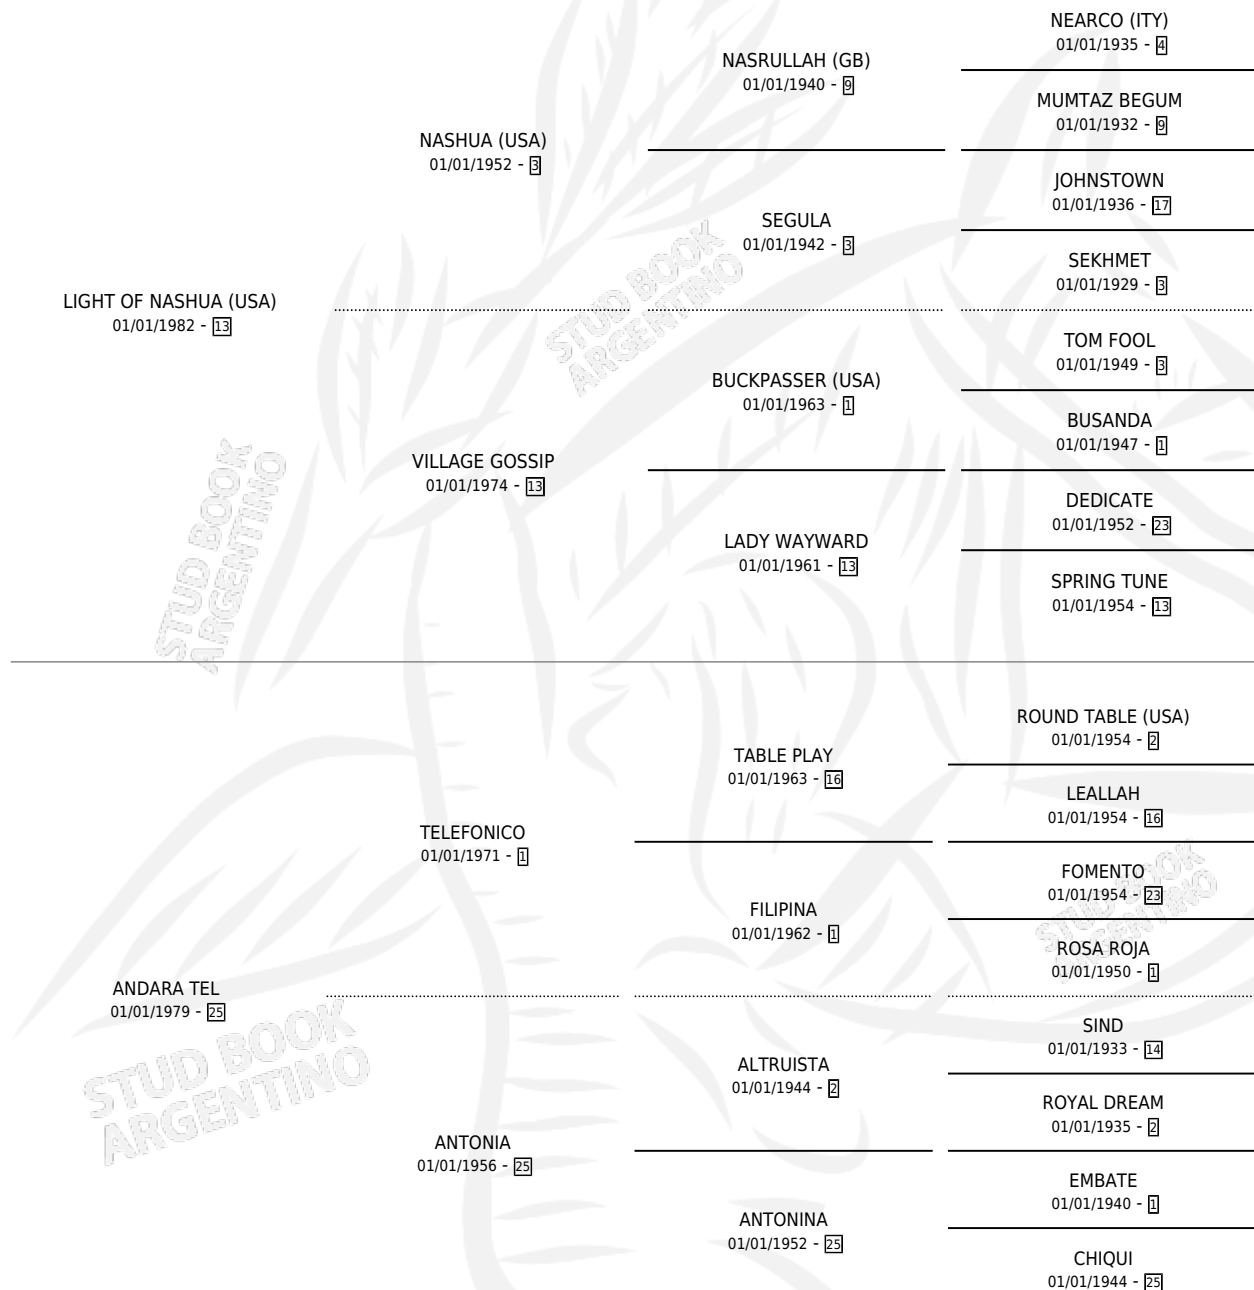 NEARCO (ITY)
01/01/1935 - 4
NASRULLAH (GB)
01/01/1940 - 9
MUMTAZ BEGUM
01/01/1932 - 9
NASHUA (USA)
01/01/1952 - 3
JOHNSTOWN
01/01/1936 - 17
SEGULA
01/01/1942 - 3
SEKHMET
01/01/1929 - 3
LIGHT OF NASHUA (USA)
01/01/1982 - 13
TOM FOOL
01/01/1949 - 3
BUCKPASSER (USA)
01/01/1963 - 1
BUSANDA
01/01/1947 - 1
VILLAGE GOSSIP
01/01/1974 - 13
DEDICATE
01/01/1952 - 23
LADY WAYWARD
01/01/1961 - 13
SPRING TUNE
01/01/1954 - 13
ROUND TABLE (USA)
01/01/1954 - 2
TABLE PLAY
01/01/1963 - 16
LEALLAH
01/01/1954 - 16
TELEFONICO
01/01/1971 - 1
FOMENTO
01/01/1954 - 23
FILIPINA
01/01/1962 - 1
ROSA ROJA
01/01/1950 - 1
ANDARA TEL
01/01/1979 - 25
SIND
01/01/1933 - 14
ALTRUISTA
01/01/1944 - 2
ROYAL DREAM
01/01/1935 - 2
ANTONIA
01/01/1956 - 25
EMBATE
01/01/1940 - 1
ANTONINA
01/01/1952 - 25
CHIQUI
01/01/1944 - 25
STUD BOOK
ARGENTINO
STUD BOOK
ARGENTINO
STUD BOOK
ARGENTINO
STUD BOOK
ARGENTINO